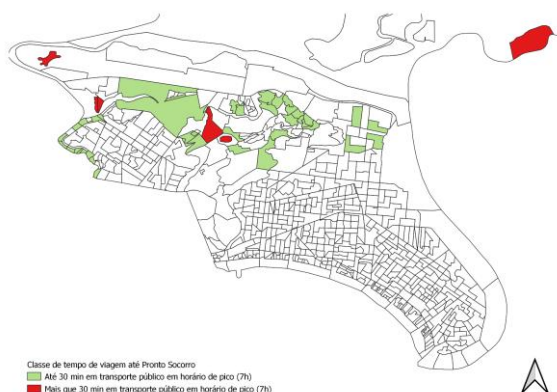 Classe de tempo de viagem até Pronto Socorro
Até 30 min em transporte público em horário de pico (7h)
Mais que 30 min em transporte público em horário de pico (7h)